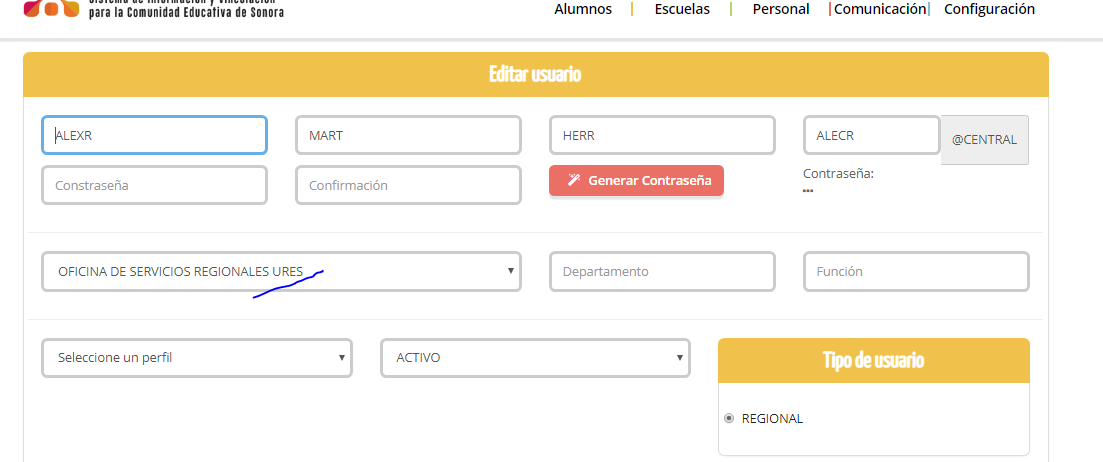 Sistema de Información y Vinculación
para la Comunidad Educativa de Sonora
Alumnos Escuelas Personal Comunicación Configuración
Editar usuario
ALEXR MART HERR ALECR @CENTRAL
Constraseña Confirmación Generar Contraseña Contraseña:
***
OFICINA DE SERVICIOS REGIONALES URES Departamento Función
Seleccione un perfil ACTIVO Tipo de usuario
REGIONAL